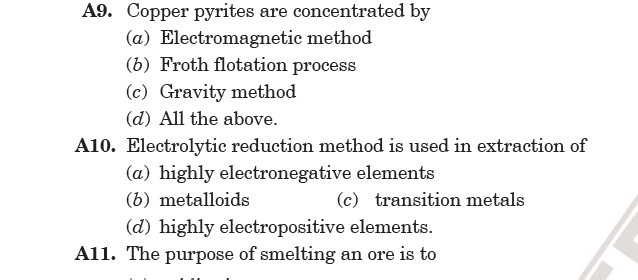 A9. Copper pyrites are concentrated by
(a) Electromagnetic method
(b) Froth flotation process
(c) Gravity method
(d) All the above.
A10. Electrolytic reduction method is used in extraction of
(a) highly electronegative elements
(b) metalloids (c) transition metals
(d) highly electropositive elements.
A11. The purpose of smelting an ore is to